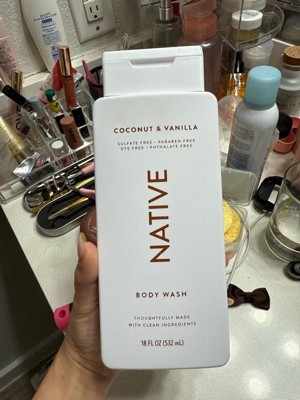 COCONUT & VANILLA
SULFATE FREE • PARABEN FREE
DYE FREE • PHTHALATE FREE
NATIVE
BODY WASH
THOUGHTFULLY MADE
WITH CLEAN INGREDIENTS
18 FL OZ (532 mL)